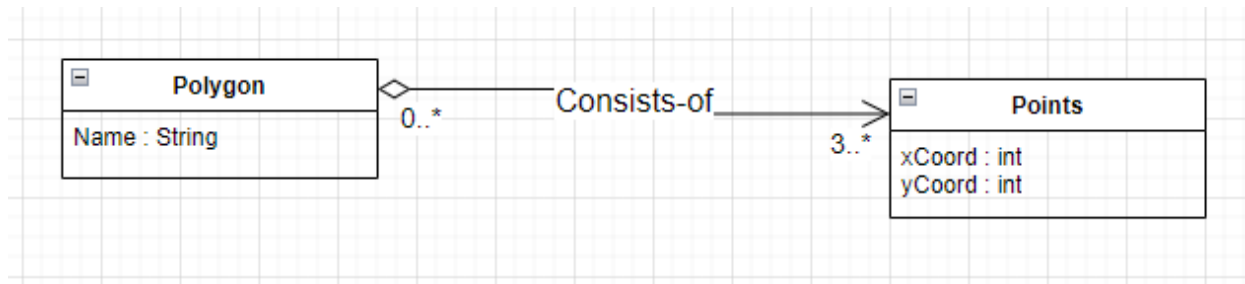 Polygon
Name : String
0..*
Consists-of
3..*
Points
xCoord : int
yCoord : int